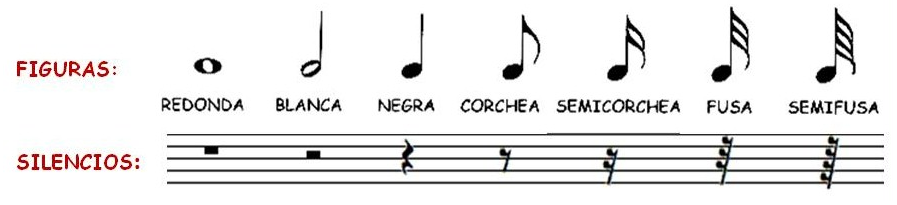 FIGURAS:
REDONDA BLANCA NEGRA CORCHEA SEMICORCHEA FUSA SEMIFUSA
SILENCIOS: